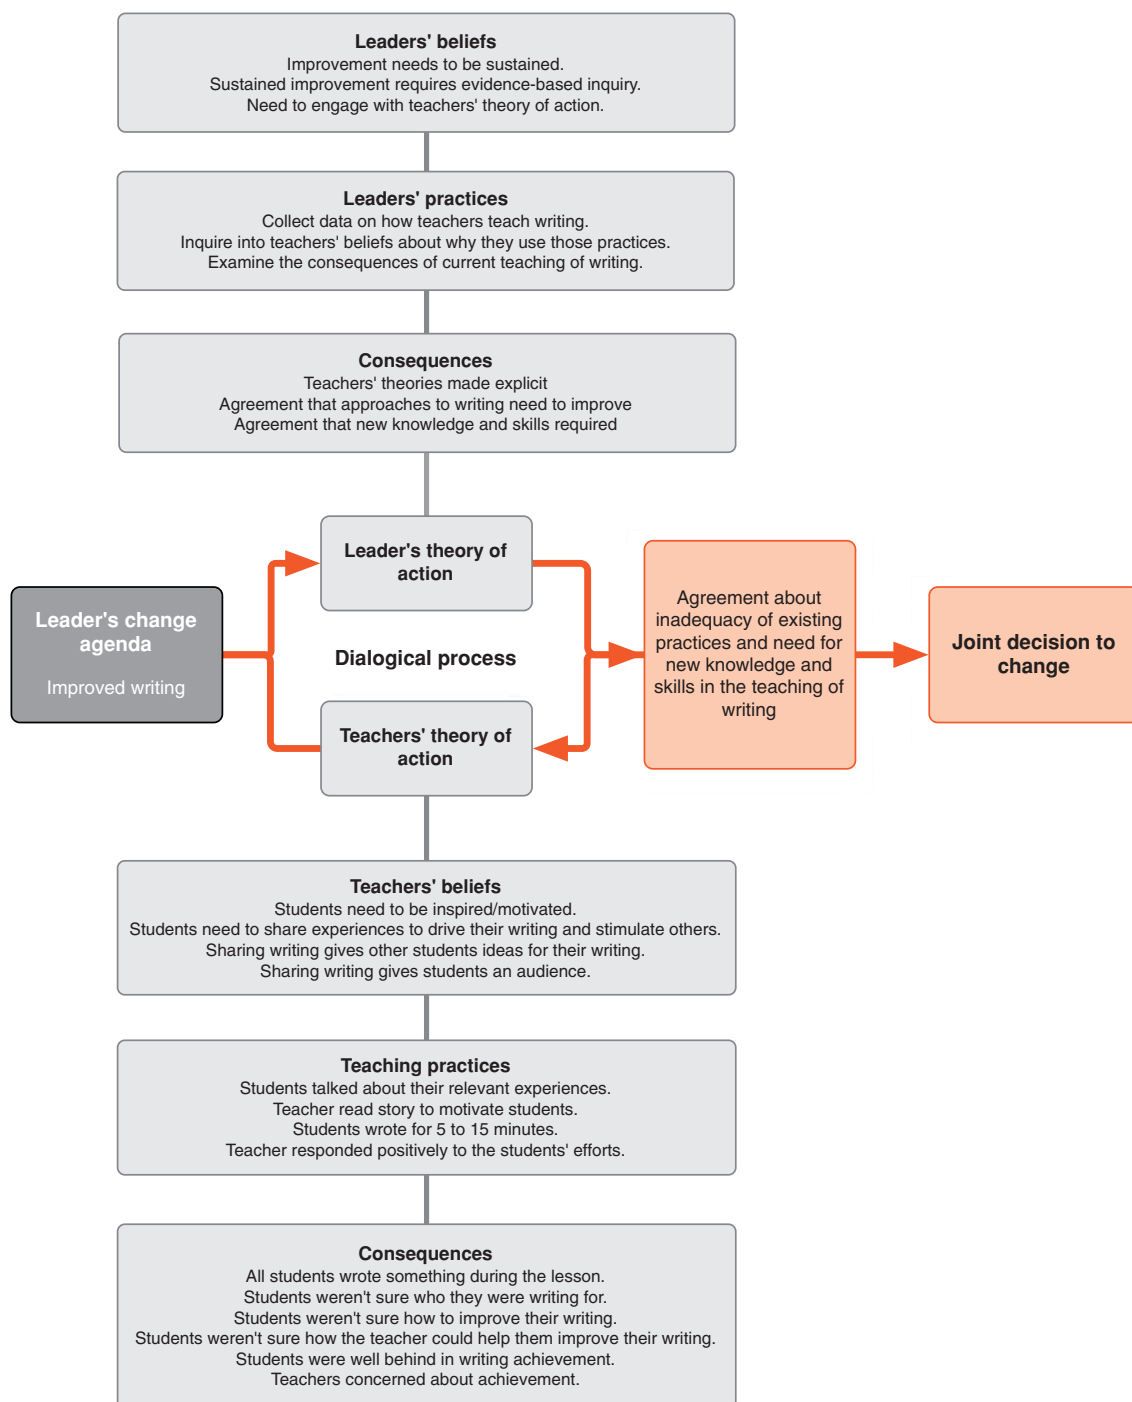 Leaders' beliefs
Improvement needs to be sustained.
Sustained improvement requires evidence-based inquiry.
Need to engage with teachers' theory of action.
Leaders' practices
Collect data on how teachers teach writing.
Inquire into teachers' beliefs about why they use those practices.
Examine the consequences of current teaching of writing.
Consequences
Teachers' theories made explicit
Agreement that approaches to writing need to improve
Agreement that new knowledge and skills required
Leader's change
agenda
Improved writing
Leader's theory of
action
Dialogical process
Teachers' theory of
action
Agreement about
inadequacy of existing
practices and need for
new knowledge and
skills in the teaching of
writing
Joint decision to
change
Teachers' beliefs
Students need to be inspired/motivated.
Students need to share experiences to drive their writing and stimulate others.
Sharing writing gives other students ideas for their writing.
Sharing writing gives students an audience.
Teaching practices
Students talked about their relevant experiences.
Teacher read story to motivate students.
Students wrote for 5 to 15 minutes.
Teacher responded positively to the students' efforts.
Consequences
All students wrote something during the lesson.
Students weren't sure who they were writing for.
Students weren't sure how to improve their writing.
Students weren't sure how the teacher could help them improve their writing.
Students were well behind in writing achievement.
Teachers concerned about achievement.